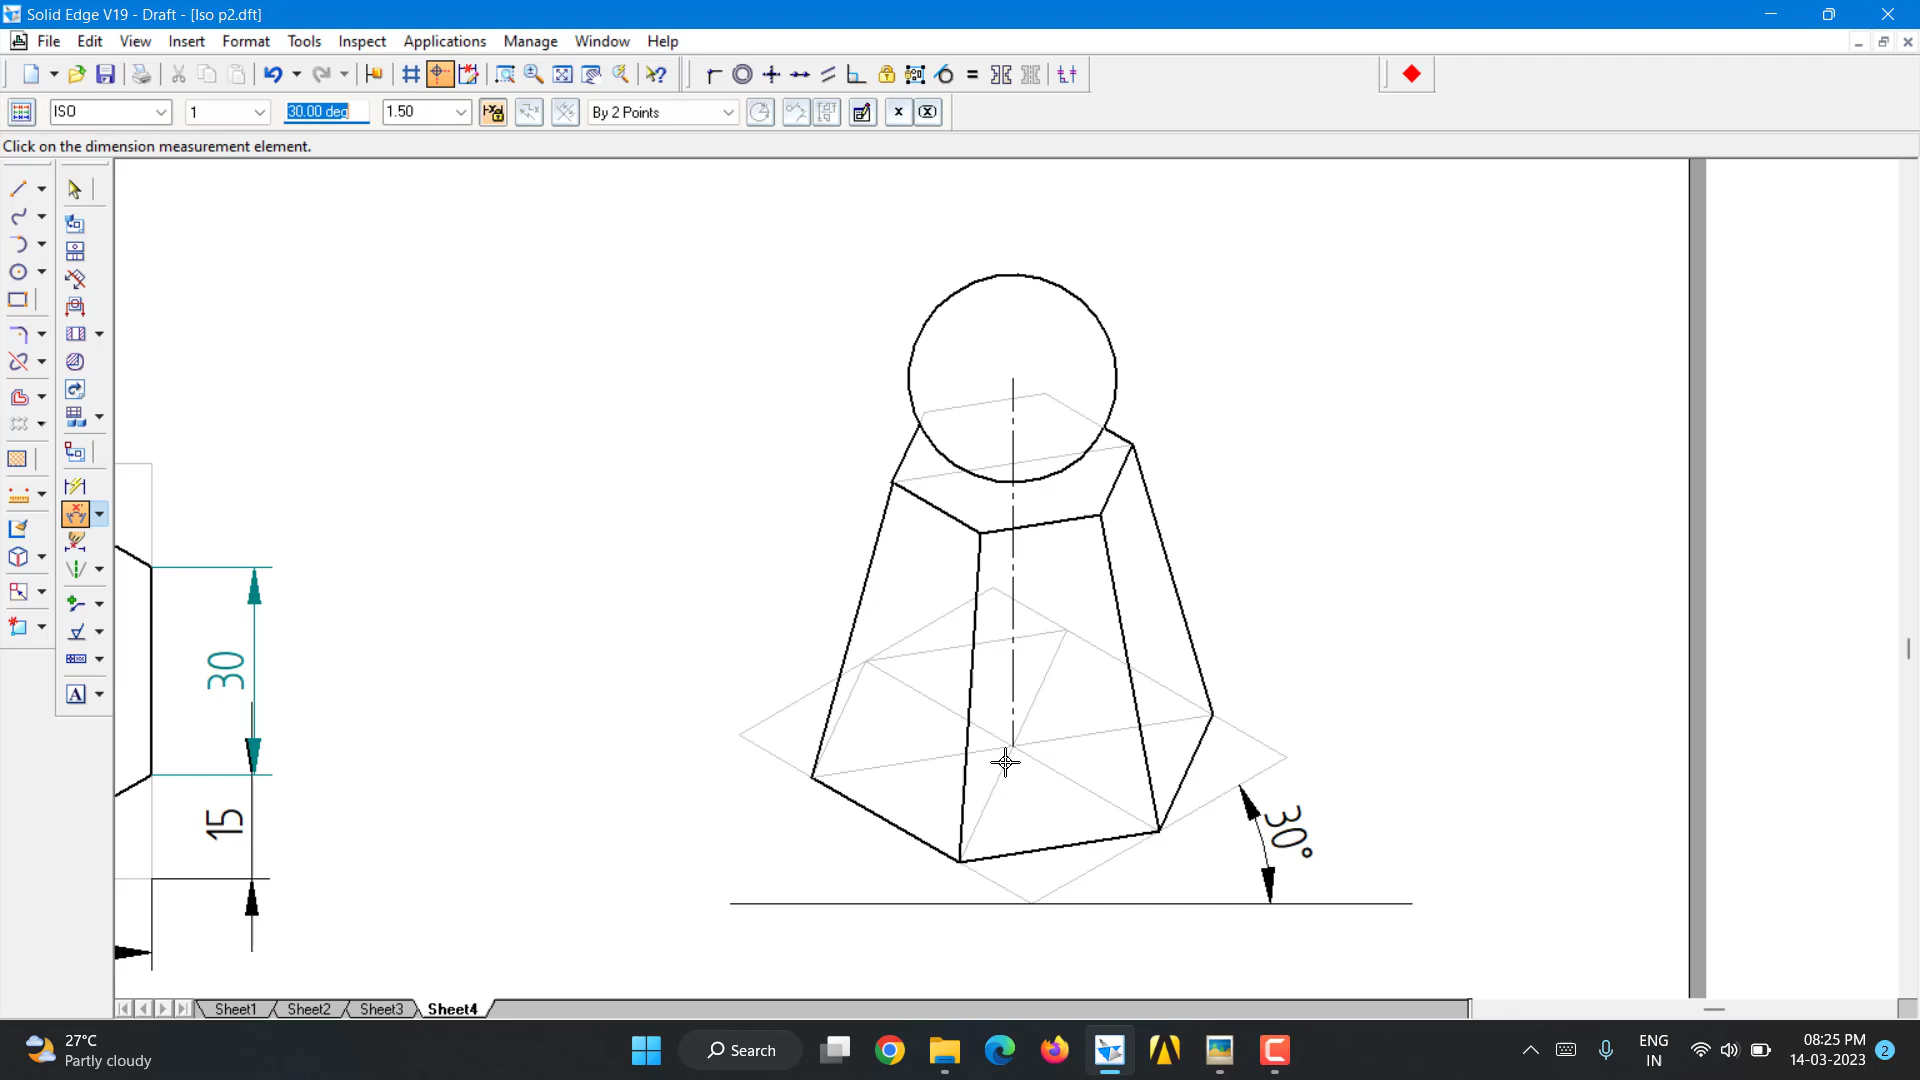 Solid Edge V19 - Draft - [Iso p2.dft]
File Edit View Insert Format Tools Inspect Applications Manage Window Help
ISO 1 30.00 deg 1.50 By 2 Points
Click on the dimension measurement element.
30
15
30°
A
Sheet1 Sheet2 Sheet3 Sheet4
27°C
Partly cloudy
Search
ENG
IN
08:25 PM
14-03-2023
2